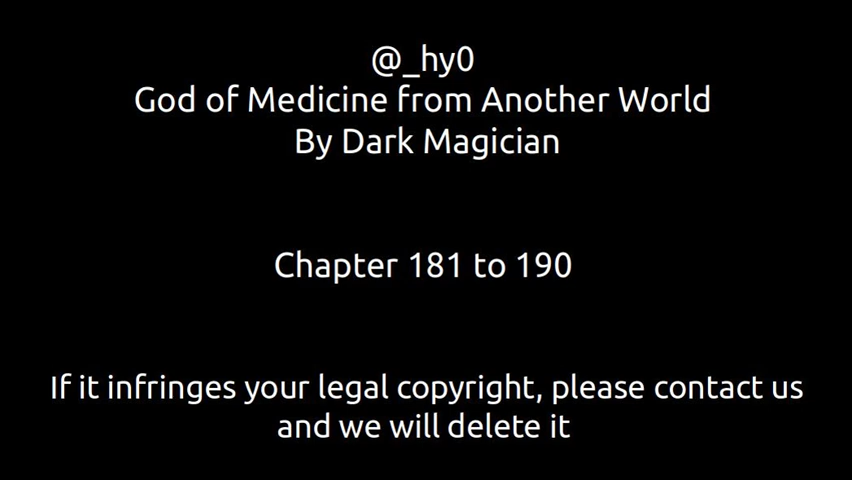 @_hy0
God of Medicine from Another World
By Dark Magician
Chapter 181 to 190
If it infringes your legal copyright, please contact us
and we will delete it